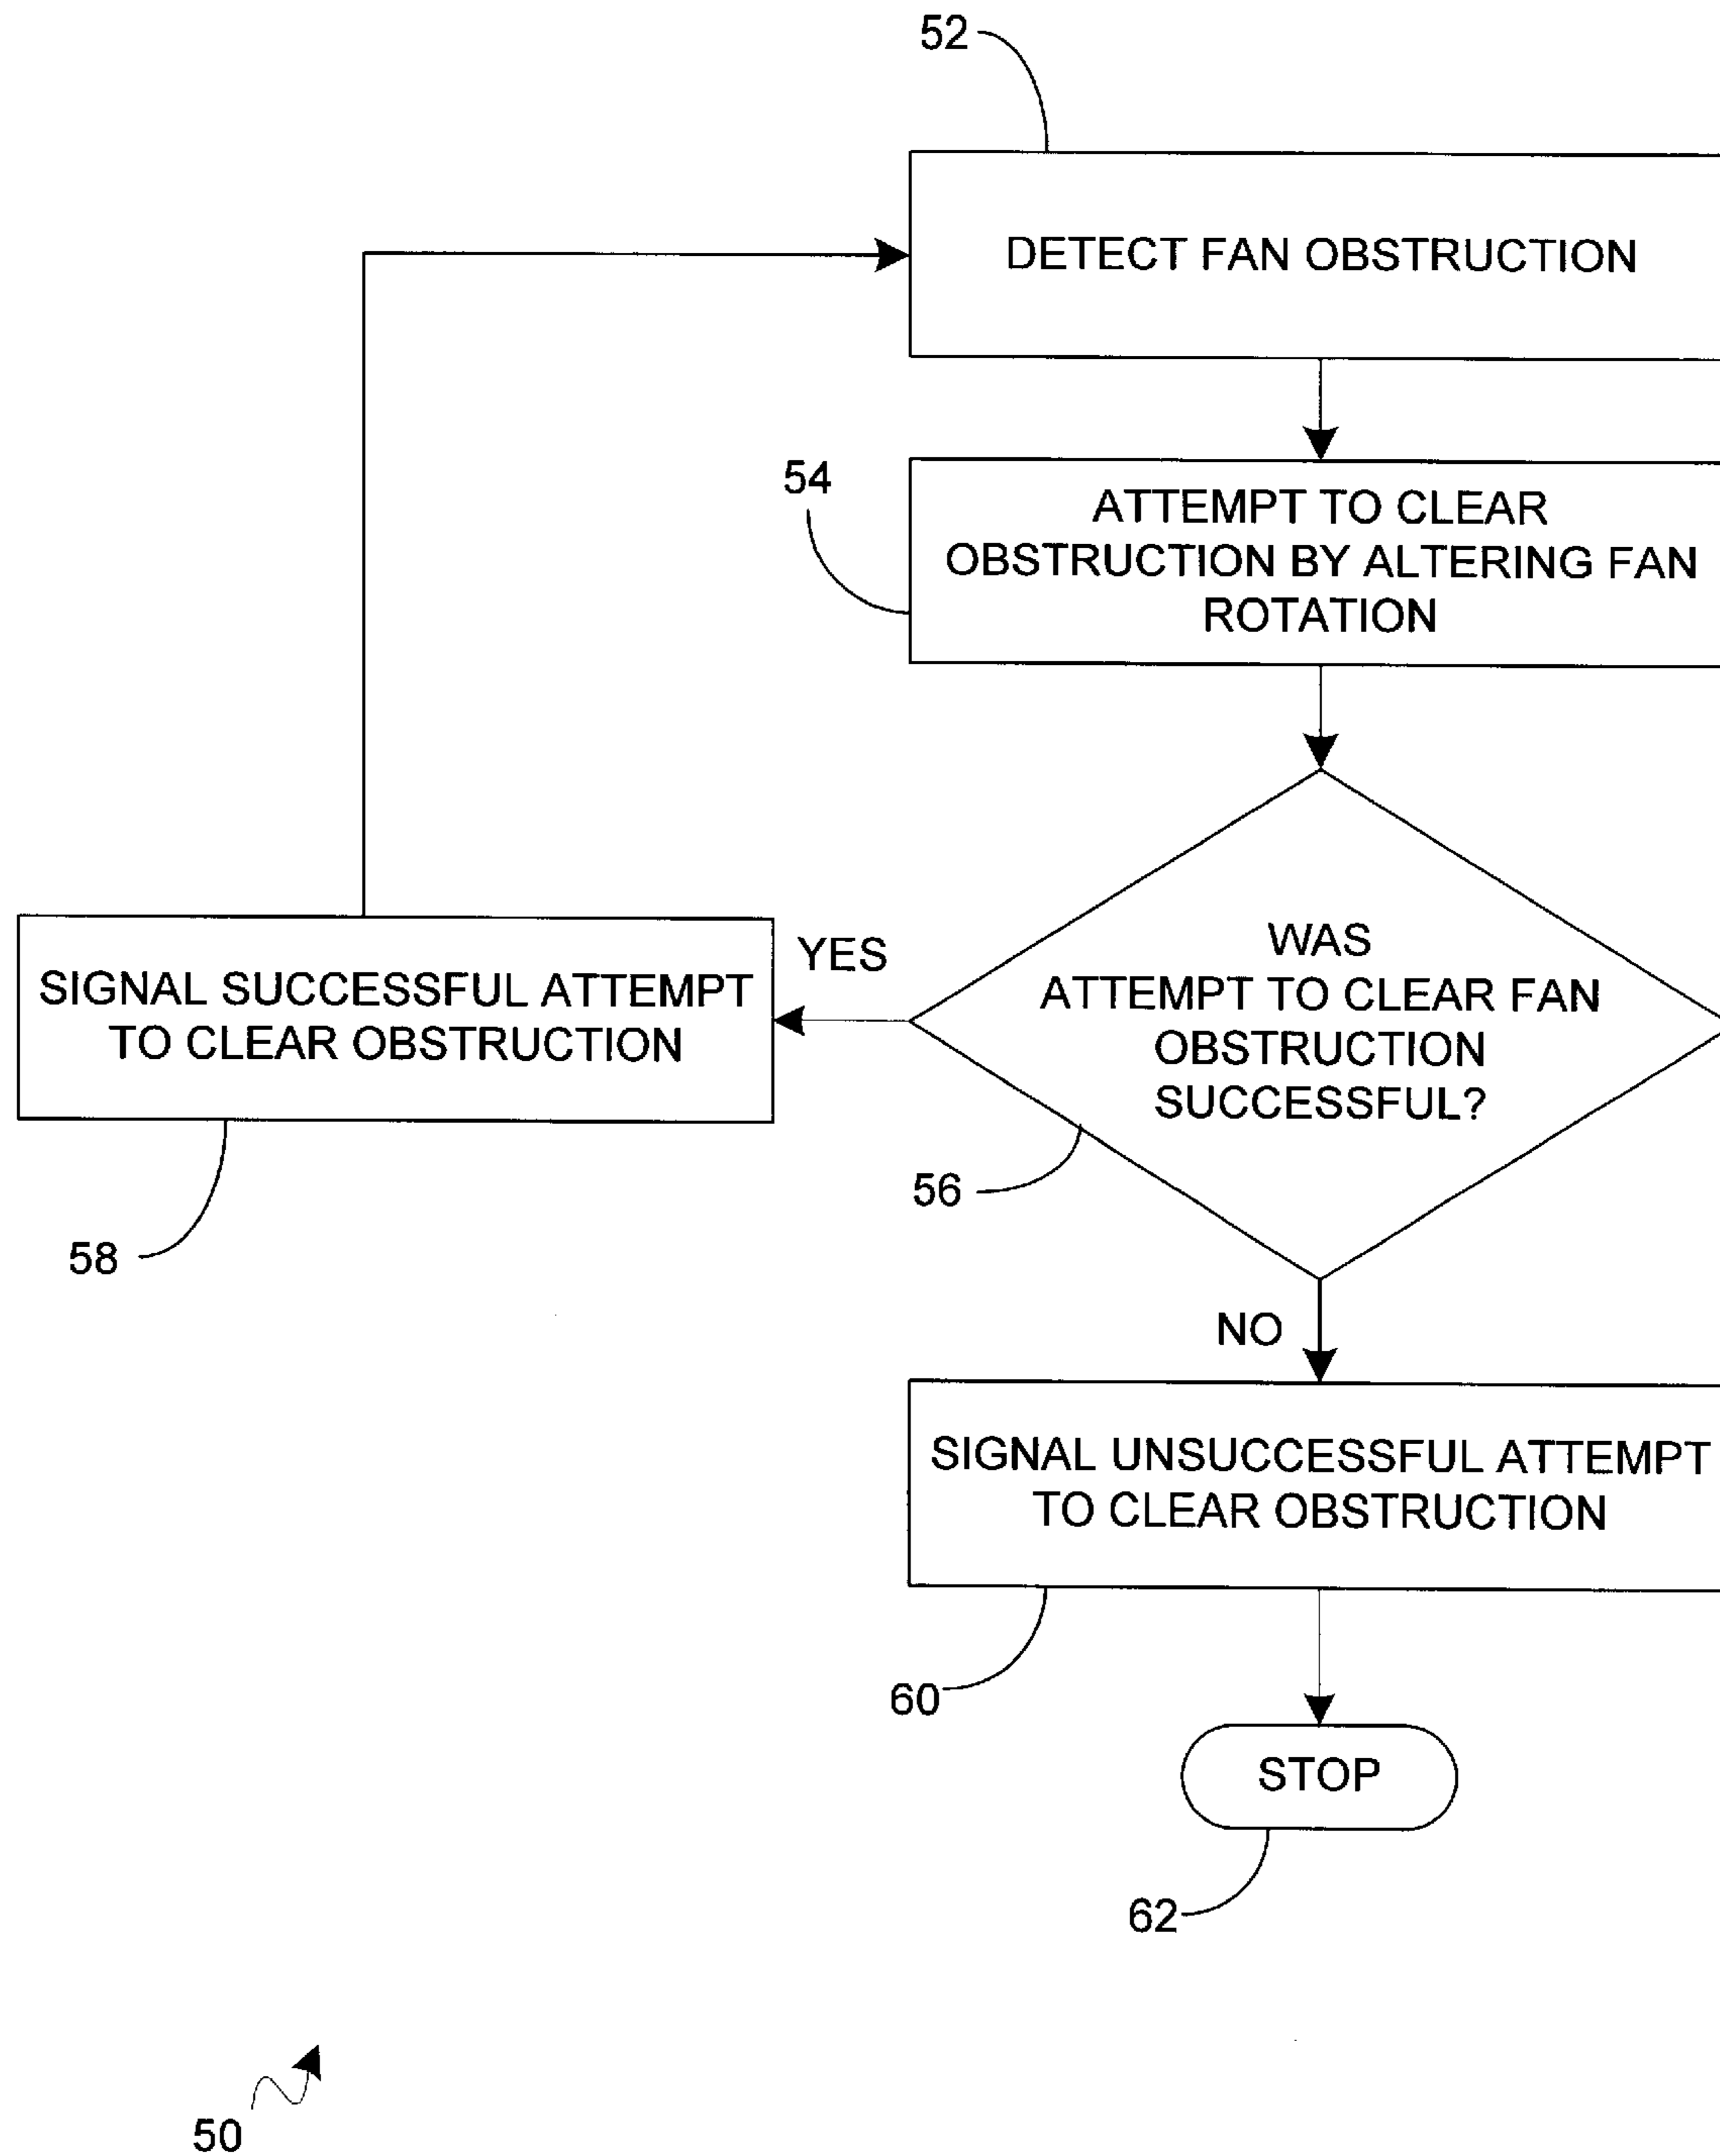 52
DETECT FAN OBSTRUCTION
54
ATTEMPT TO CLEAR
OBSTRUCTION BY ALTERING FAN
ROTATION
WAS
ATTEMPT TO CLEAR FAN
OBSTRUCTION
SUCCESSFUL?
YES
SIGNAL SUCCESSFUL ATTEMPT
TO CLEAR OBSTRUCTION
56
58
NO
SIGNAL UNSUCCESSFUL ATTEMPT
TO CLEAR OBSTRUCTION
60
STOP
62
50